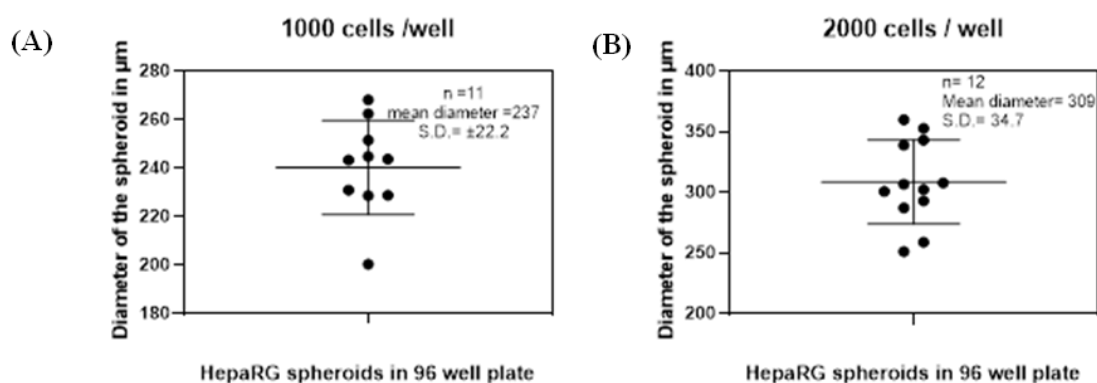 (A)
1000 cells /well
Diameter of the spheroid in µm
280
260
240
220
200
180
n =11
mean diameter =237
S.D.= ±22.2
HepaRG spheroids in 96 well plate
(B)
2000 cells / well
Diameter of the spheroid in µm
400
350
300
250
200
n= 12
Mean diameter= 309
S.D.= 34.7
HepaRG spheroids in 96 well plate